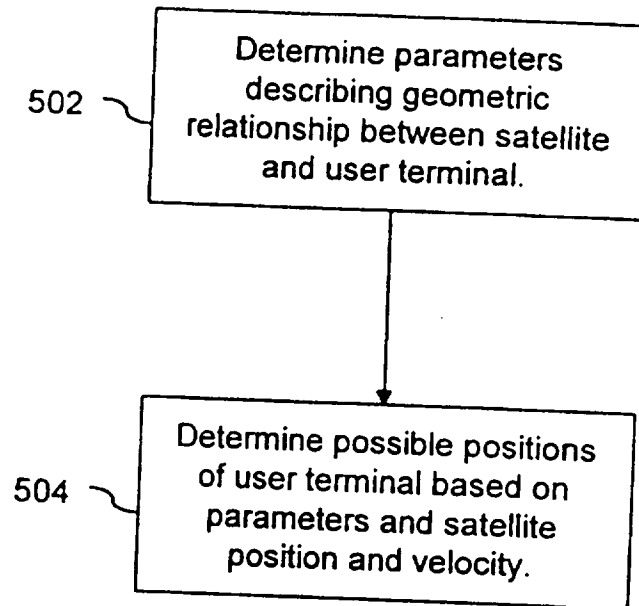 Determine parameters
describing geometric
relationship between satellite
and user terminal.
502
Determine possible positions
of user terminal based on
parameters and satellite
position and velocity.
504